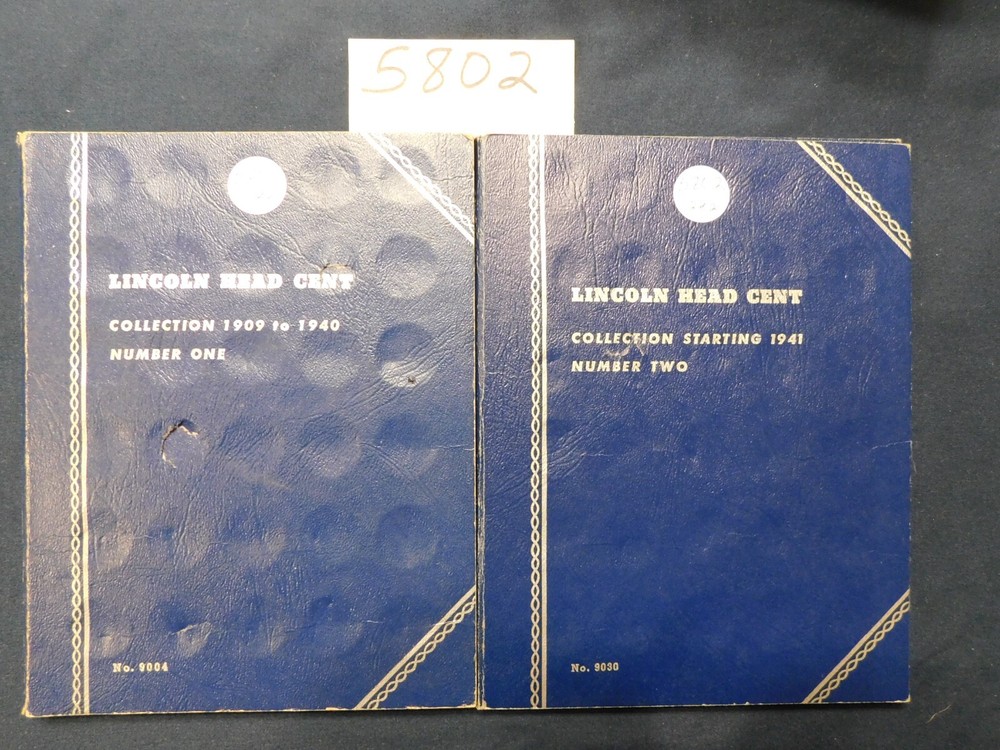 5802
LINCOLN HEAD CENT
COLLECTION 1909 to 1940
NUMBER ONE
No. 9004
LINCOLN HEAD CENT
COLLECTION STARTING 1941
NUMBER TWO
No. 9030